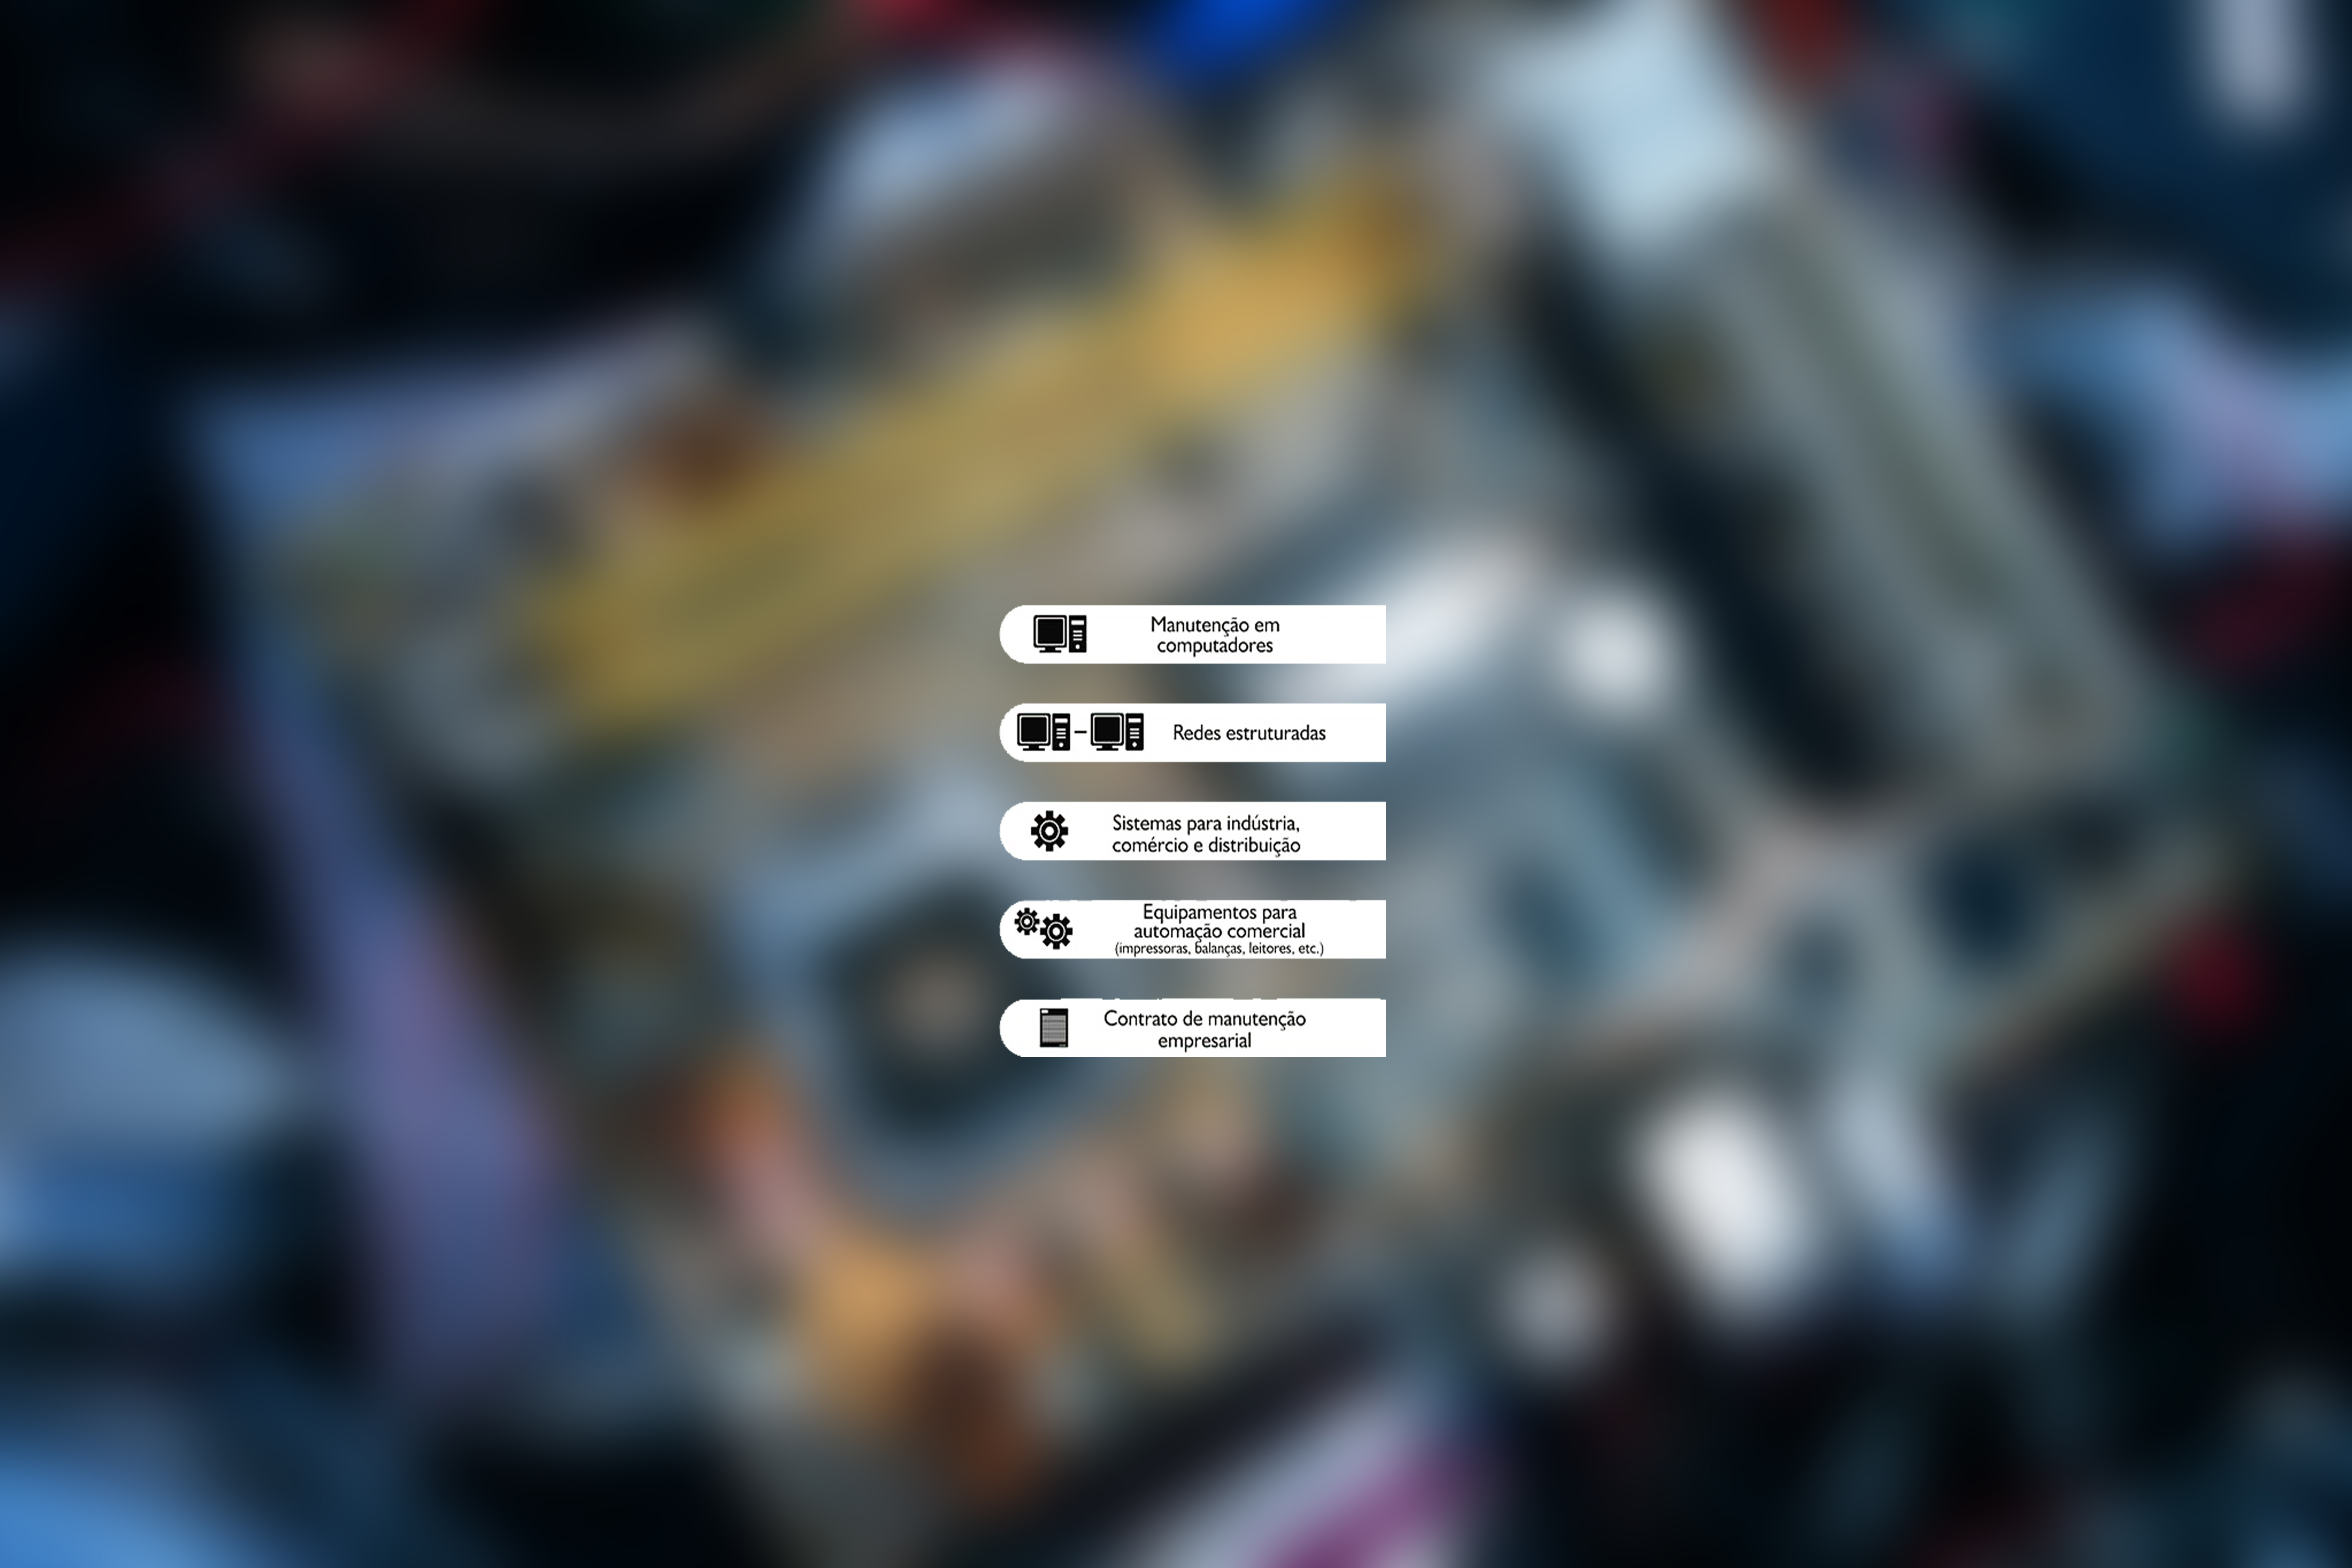 Manutenção em
computadores
Redes estruturadas
Sistemas para indústria,
comércio e distribuição
Equipamentos para
automação comercial
(impressoras, balanças, leitores, etc.)
Contrato de manutenção
empresarial